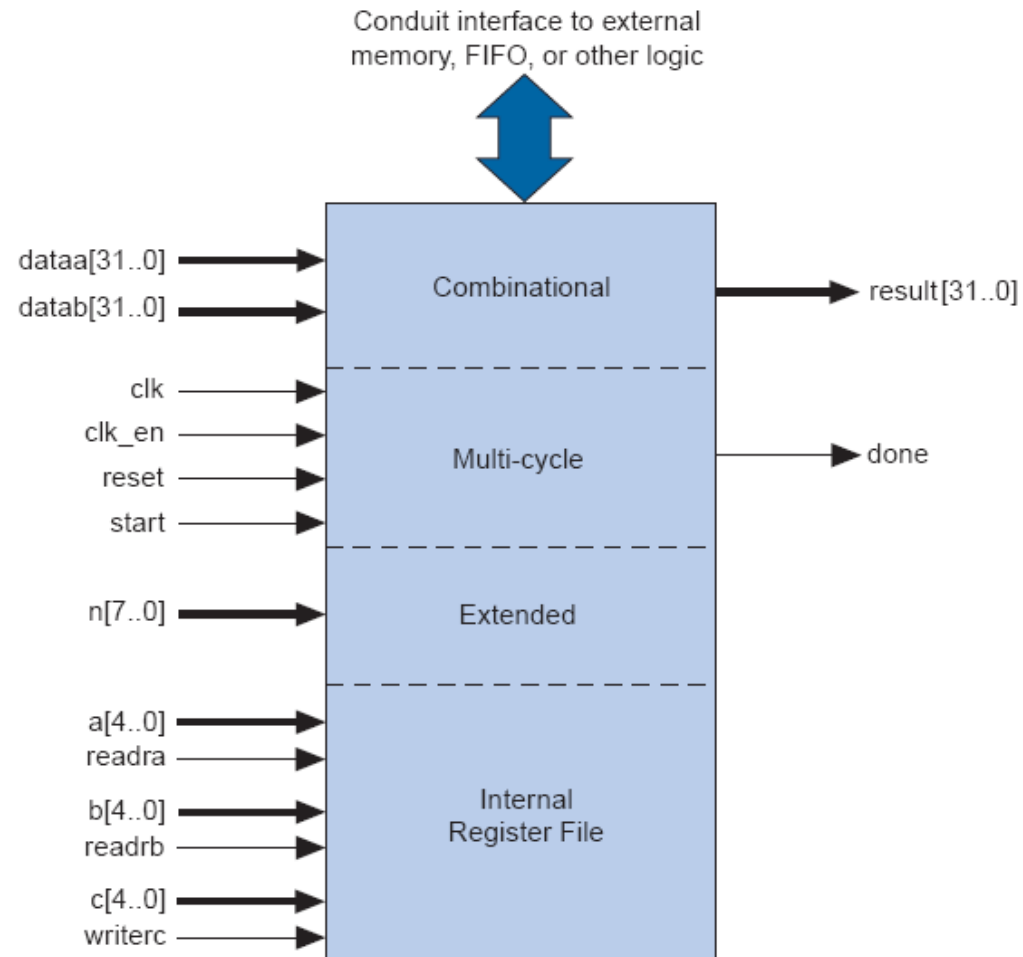 Conduit interface to external
memory, FIFO, or other logic
dataa[31..0]
datab[31..0]
Combinational
result[31..0]
clk
clk_en
reset
start
Multi-cycle
done
n[7..0]
Extended
a[4..0]
readra
b[4..0]
readrb
c[4..0]
writerc
Internal
Register File